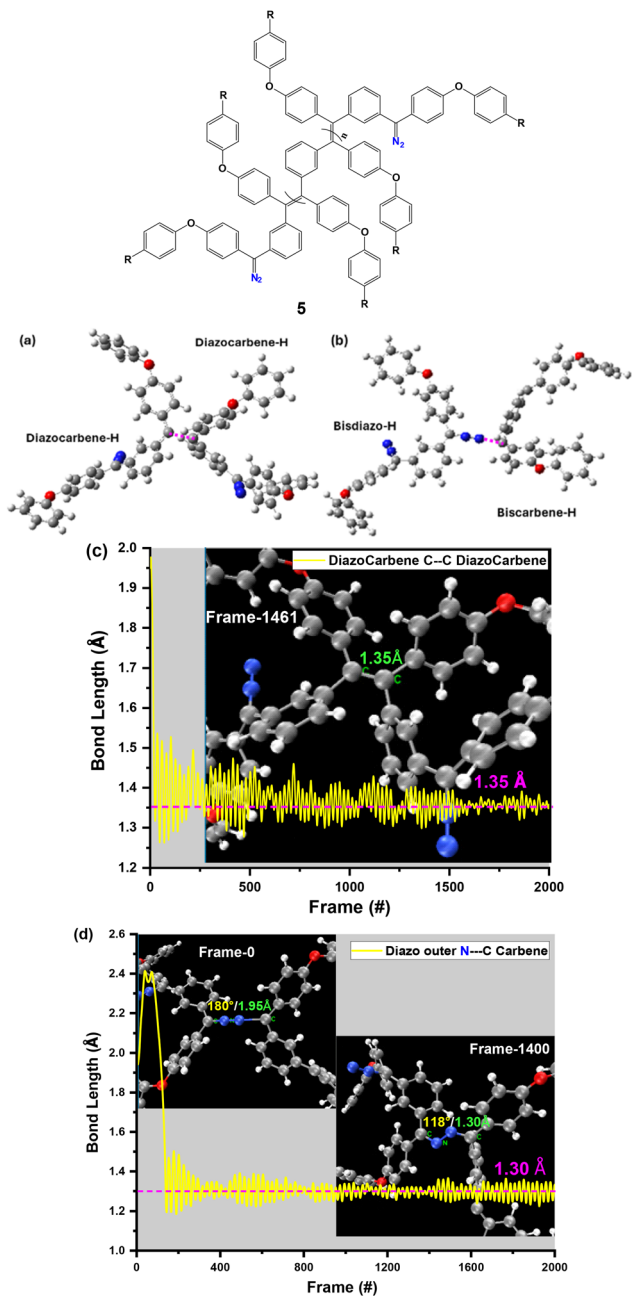 R
R
O
O
R
O
R
n
N₂
O
O
R
O
N₂
R
O
R
5
(a)
Diazocarbene-H
Diazocarbene-H
(b)
Bisdiazo-H
Biscarbene-H
(c)
DiazoCarbene C--C DiazoCarbene
Frame-1461
1.35Å
C
C
1.35 Å
Bond Length (Å)
2.0
1.9
1.8
1.7
1.6
1.5
1.4
1.3
1.2
0
500
1000
1500
2000
Frame (#)
(d)
Diazo outer N---C Carbene
Frame-0
180°/1.95Å
C
Frame-1400
118°/1.30Å
C
N
C
1.30 Å
Bond Length (Å)
2.6
2.4
2.2
2.0
1.8
1.6
1.4
1.2
1.0
0
400
800
1200
1600
2000
Frame (#)